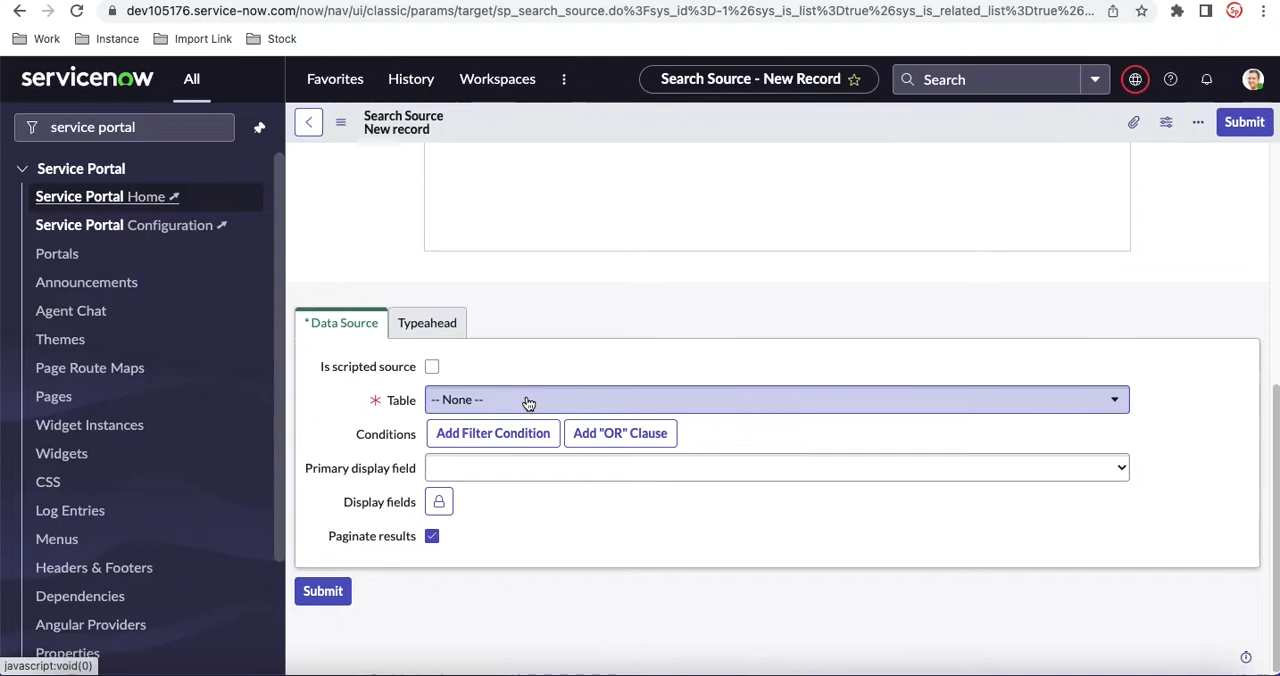 dev105176.service-now.com/now/nav/ui/classic/params/target/sp_search_source.do%3Fsys_id%3D-1%26sys_is_list%3Dtrue%26sys_is_related_list%3Dtrue%26...
Work
Instance
Import Link
Stock
servicenow
All
Favorites
History
Workspaces
Search Source - New Record
Search
service portal
Search Source
New record
Submit
Service Portal
Service Portal Home
Service Portal Configuration
Portals
Announcements
Agent Chat
Themes
Page Route Maps
Pages
Widget Instances
Widgets
CSS
Log Entries
Menus
Headers & Footers
Dependencies
Angular Providers
Properties
javascript:void(0)
* Data Source
Typeahead
Is scripted source
* Table
-- None --
Conditions
Add Filter Condition
Add "OR" Clause
Primary display field
Display fields
Paginate results
Submit